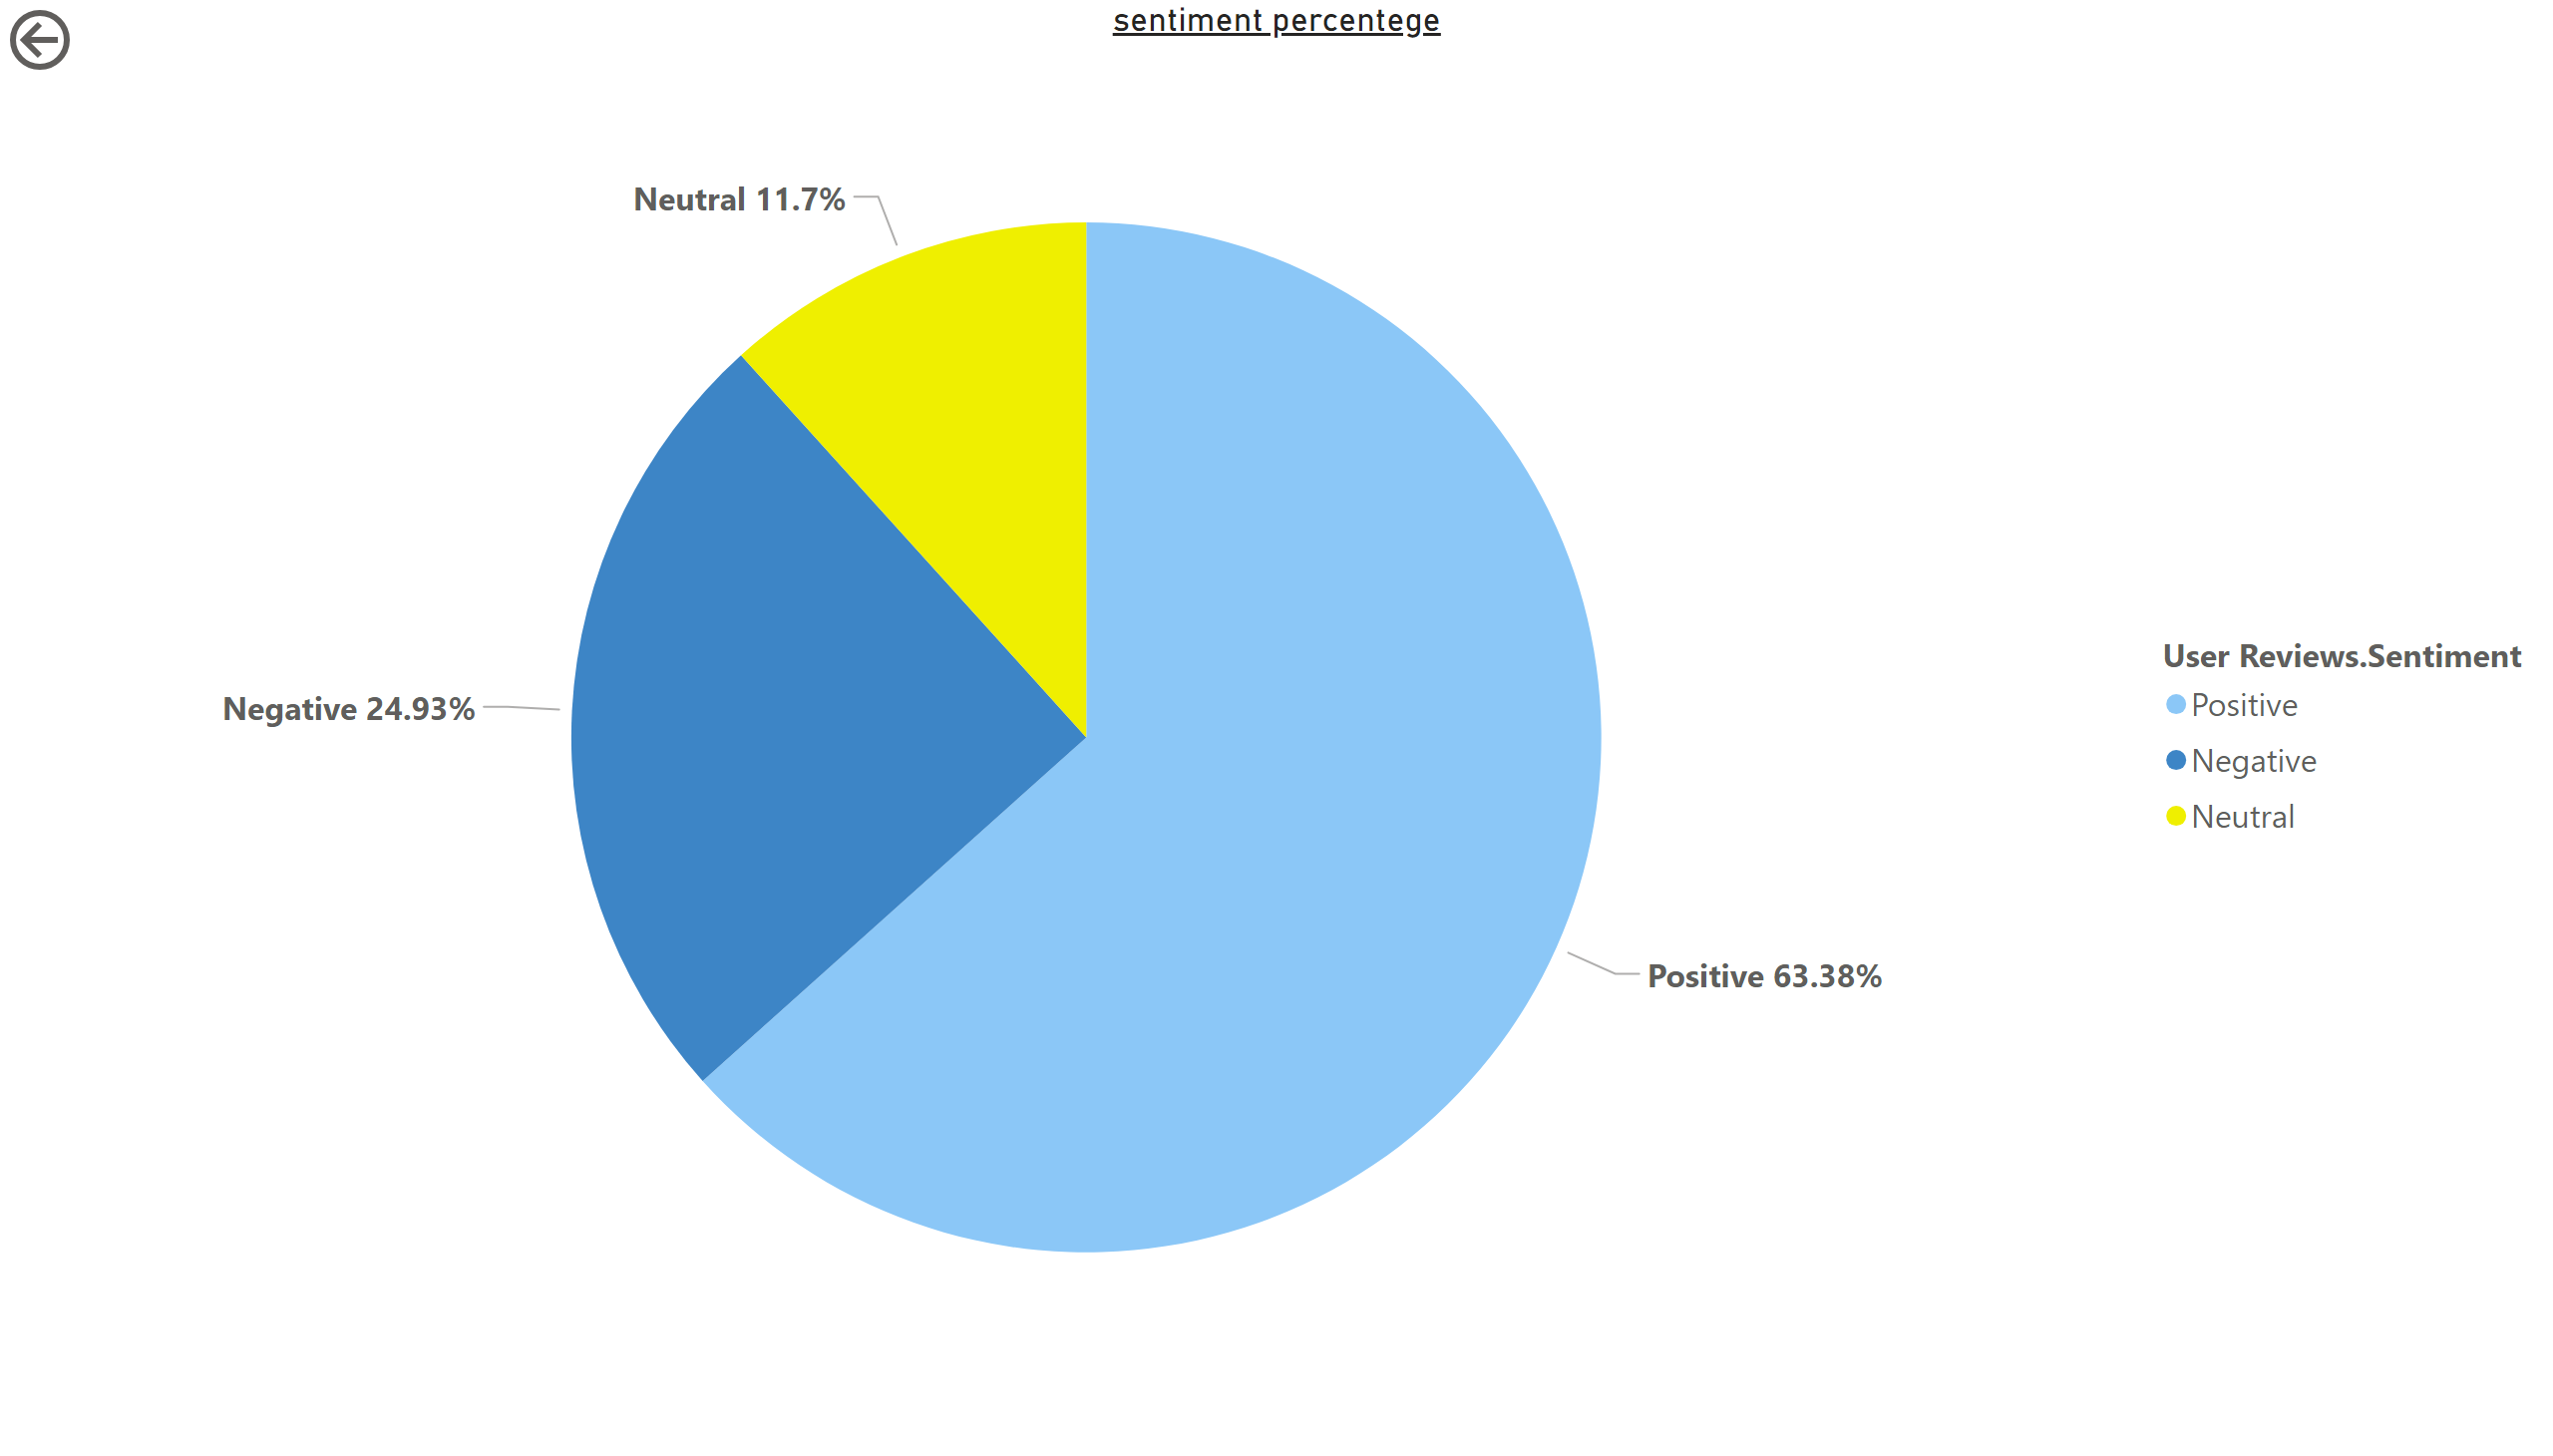 sentiment percentege
Neutral 11.7%
Negative 24.93%
Positive 63.38%
User Reviews.Sentiment
Positive
Negative
Neutral